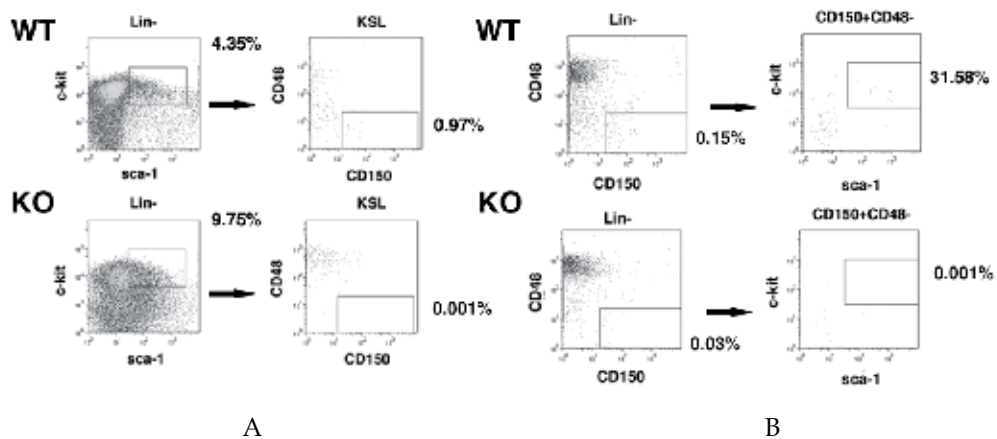 WT
Lin-
4.35%
c-kit
sca-1
KSL
CD48
0.97%
CD150
KO
Lin-
9.75%
c-kit
sca-1
KSL
CD48
0.001%
CD150
A
WT
Lin-
CD48
0.15%
CD150
CD150+CD48-
c-kit
31.58%
sca-1
KO
Lin-
CD48
0.03%
CD150
CD150+CD48-
c-kit
0.001%
sca-1
B